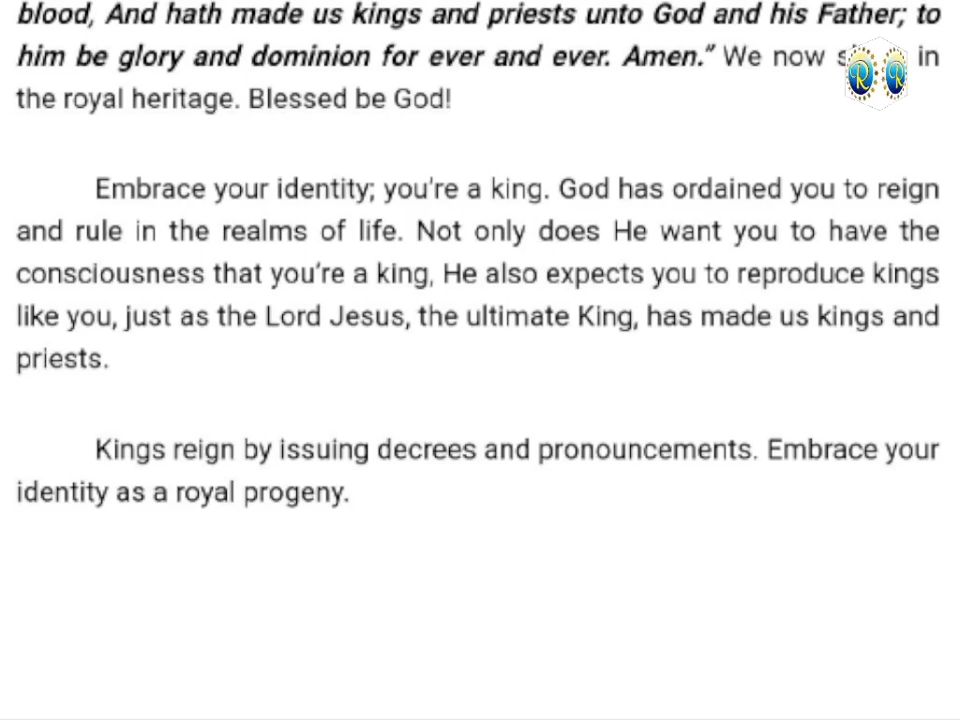 blood, And hath made us kings and priests unto God and his Father; to
him be glory and dominion for ever and ever. Amen.” We now in
the royal heritage. Blessed be God!
Embrace your identity; you're a king. God has ordained you to reign
and rule in the realms of life. Not only does He want you to have the
consciousness that you're a king, He also expects you to reproduce kings
like you, just as the Lord Jesus, the ultimate King, has made us kings and
priests.
Kings reign by issuing decrees and pronouncements. Embrace your
identity as a royal progeny.
R R